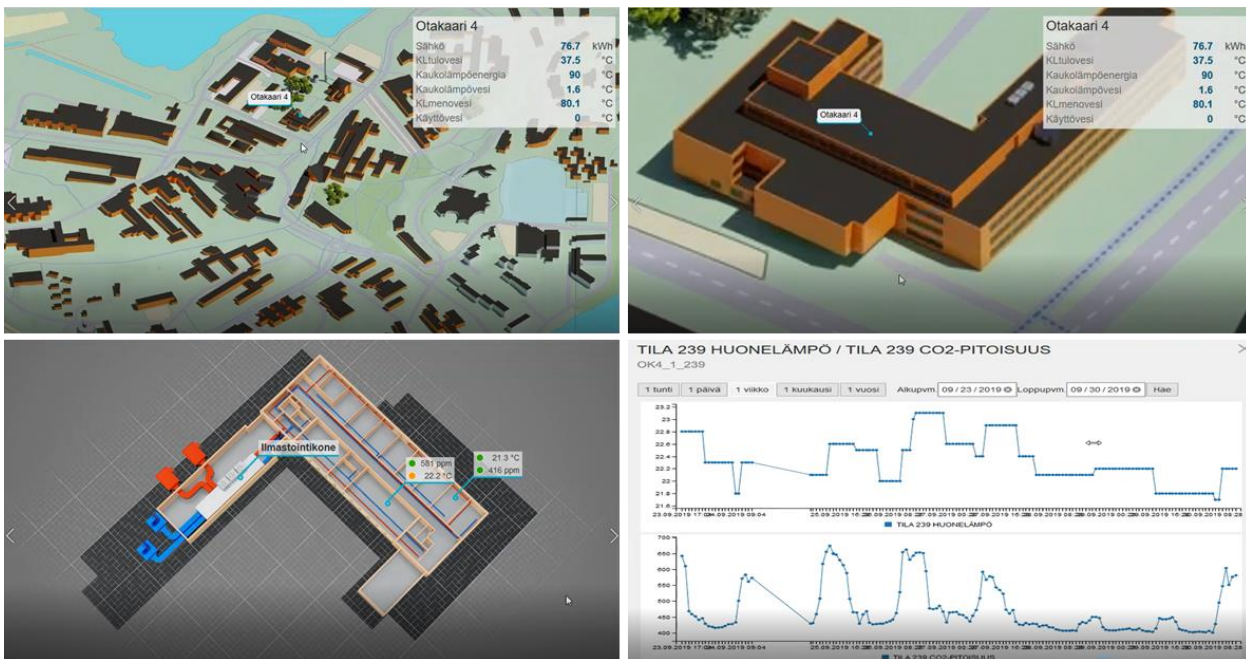 Otakaari 4
Sähkö 76.7 kWh
KLtulovesi 37.5 °C
Kaukolämpöenergia 90 °C
Kaukolämpövesi 1.6 °C
KLmenovesi 80.1 °C
Käyttövesi 0 °C
Otakaari 4
Otakaari 4
Sähkö 76.7 kWh
KLtulovesi 37.5 °C
Kaukolämpöenergia 90 °C
Kaukolämpövesi 1.6 °C
KLmenovesi 80.1 °C
Käyttövesi 0 °C
Otakaari 4
Ilmastointikone
581 ppm
22.2 °C
21.3 °C
416 ppm
TILA 239 HUONELÄMPÖ / TILA 239 CO2-PITOISUUS
OK4_1_239
1 tunti 1 päivä 1 viikko 1 kuukausi 1 vuosi Alkupvm. 09/23/2019 Loppupvm. 09/30/2019 Hae
23.2
23
22.8
22.6
22.4
22.2
22.0
21.8
21.6
TILA 239 HUONELÄMPÖ
700
650
600
550
500
450
400
TILA 239 CO2-PITOISUUS